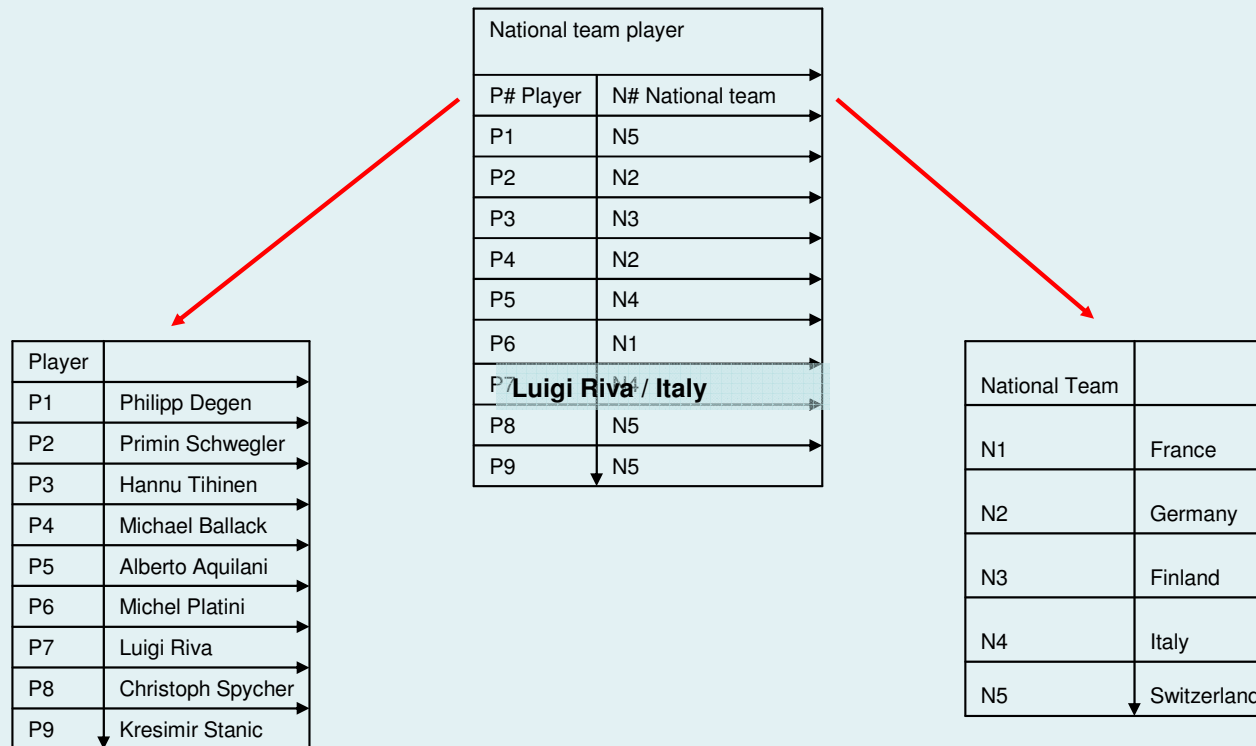 National team player
P# Player N# National team
P1 N5
P2 N2
P3 N3
P4 N2
P5 N4
P6 N1
P7 N4
Luigi Riva / Italy
P8 N5
P9 N5
Player
P1 Philipp Degen
P2 Primin Schwegler
P3 Hannu Tihinen
P4 Michael Ballack
P5 Alberto Aquilani
P6 Michel Platini
P7 Luigi Riva
P8 Christoph Spycher
P9 Kresimir Stanic
National Team
N1 France
N2 Germany
N3 Finland
N4 Italy
N5 Switzerland